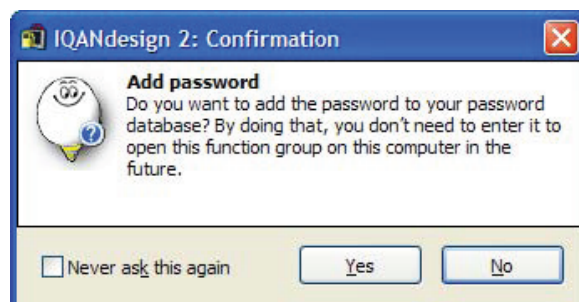 IQANdesign 2: Confirmation
Add password
Do you want to add the password to your password
database? By doing that, you don't need to enter it to
open this function group on this computer in the
future.
Never ask this again
Yes
No